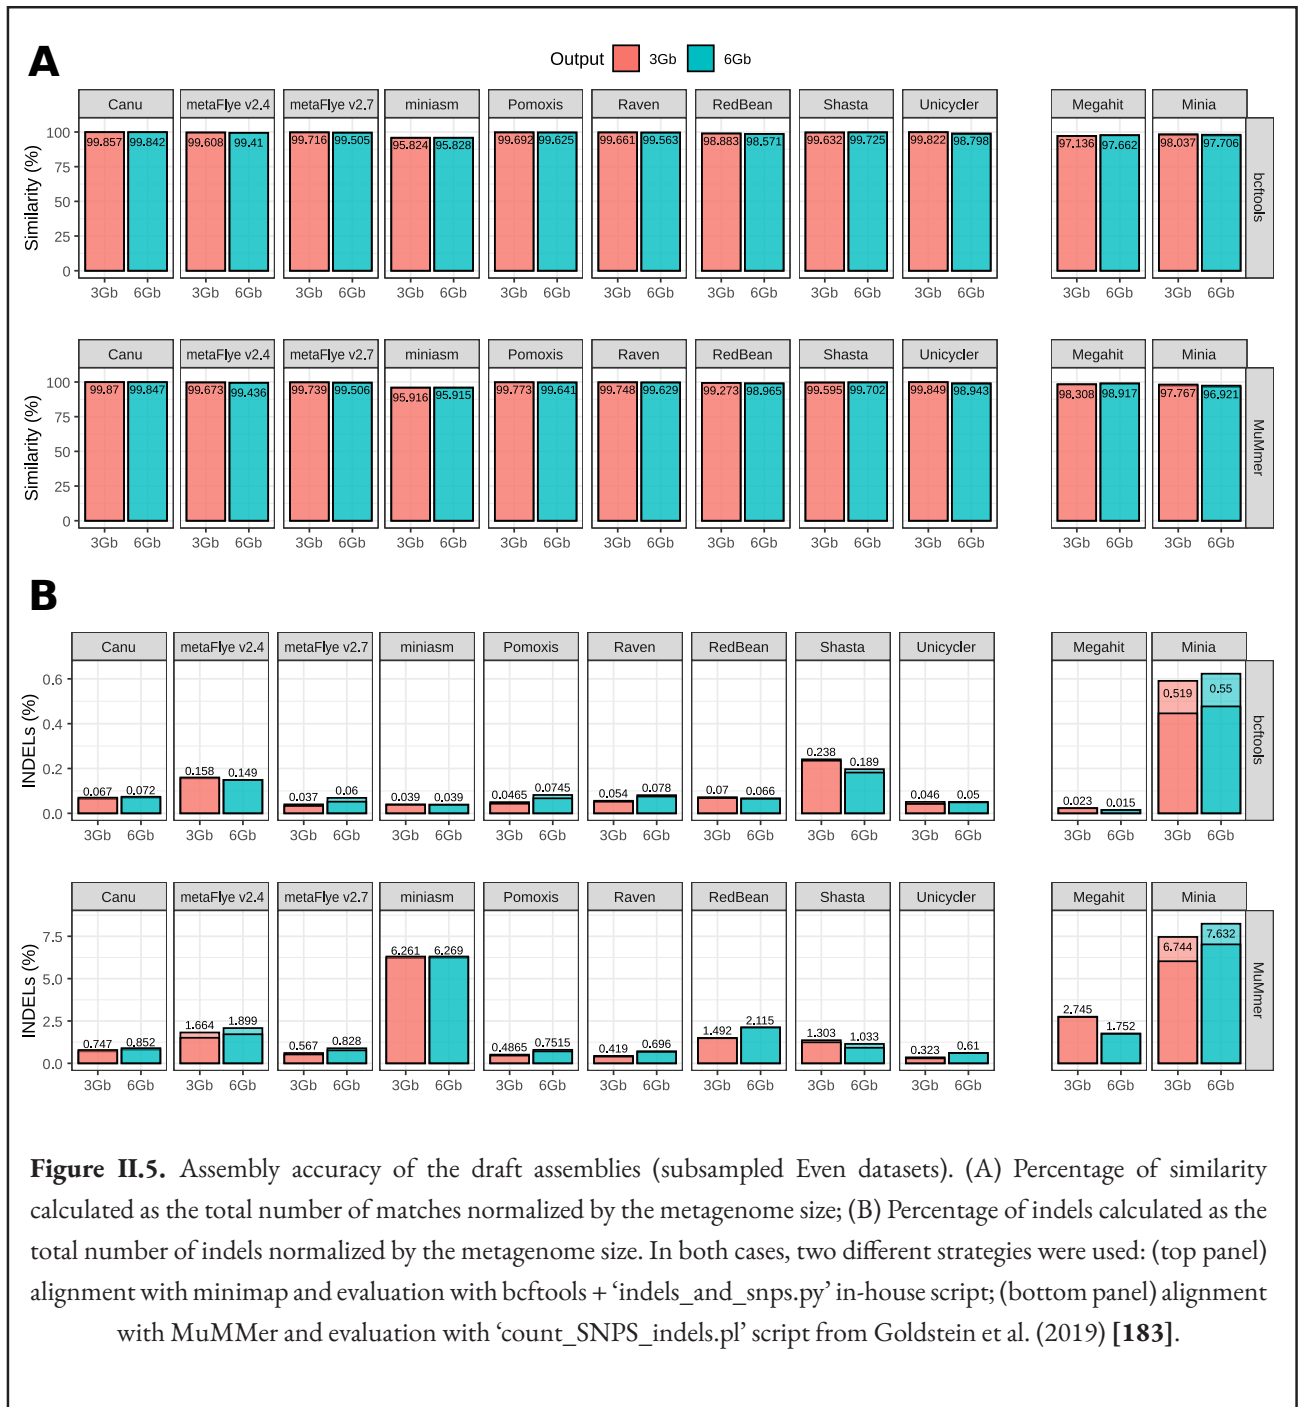 A
Output 3Gb 6Gb
Canu metaFlye v2.4 metaFlye v2.7 miniasm Pomoxis Raven RedBean Shasta Unicycler Megahit Minia
Similarity (%)
100
75
50
25
0
99.857 99.842 99.608 99.41 99.716 99.505 95.824 95.828 99.692 99.625 99.661 99.563 98.883 98.571 99.632 99.725 99.822 98.798 97.136 97.662 98.037 97.706
bcftools
3Gb 6Gb 3Gb 6Gb 3Gb 6Gb 3Gb 6Gb 3Gb 6Gb 3Gb 6Gb 3Gb 6Gb 3Gb 6Gb 3Gb 6Gb 3Gb 6Gb 3Gb 6Gb
Canu metaFlye v2.4 metaFlye v2.7 miniasm Pomoxis Raven RedBean Shasta Unicycler Megahit Minia
Similarity (%)
100
75
50
25
0
99.87 99.847 99.673 99.436 99.739 99.506 95.916 95.915 99.773 99.641 99.748 99.629 99.273 98.965 99.595 99.702 99.849 98.943 98.308 98.917 97.767 96.921
MuMmer
3Gb 6Gb 3Gb 6Gb 3Gb 6Gb 3Gb 6Gb 3Gb 6Gb 3Gb 6Gb 3Gb 6Gb 3Gb 6Gb 3Gb 6Gb 3Gb 6Gb 3Gb 6Gb
B
Canu metaFlye v2.4 metaFlye v2.7 miniasm Pomoxis Raven RedBean Shasta Unicycler Megahit Minia
INDELs (%)
0.6
0.4
0.2
0.0
0.067 0.072 0.158 0.149 0.037 0.06 0.039 0.039 0.0465 0.0745 0.054 0.078 0.07 0.066 0.238 0.189 0.046 0.05 0.023 0.015 0.519 0.55
bcftools
3Gb 6Gb 3Gb 6Gb 3Gb 6Gb 3Gb 6Gb 3Gb 6Gb 3Gb 6Gb 3Gb 6Gb 3Gb 6Gb 3Gb 6Gb 3Gb 6Gb 3Gb 6Gb
Canu metaFlye v2.4 metaFlye v2.7 miniasm Pomoxis Raven RedBean Shasta Unicycler Megahit Minia
INDELs (%)
7.5
5.0
2.5
0.0
0.747 0.852 1.664 1.899 0.567 0.828 6.261 6.269 0.4865 0.7515 0.419 0.696 1.492 2.115 1.303 1.033 0.323 0.61 2.745 1.752 6.744 7.632
MuMmer
3Gb 6Gb 3Gb 6Gb 3Gb 6Gb 3Gb 6Gb 3Gb 6Gb 3Gb 6Gb 3Gb 6Gb 3Gb 6Gb 3Gb 6Gb 3Gb 6Gb 3Gb 6Gb
Figure II.5. Assembly accuracy of the draft assemblies (subsampled Even datasets). (A) Percentage of similarity
calculated as the total number of matches normalized by the metagenome size; (B) Percentage of indels calculated as the
total number of indels normalized by the metagenome size. In both cases, two different strategies were used: (top panel)
alignment with minimap and evaluation with bcftools + ‘indels_and_snps.py’ in-house script; (bottom panel) alignment
with MuMMer and evaluation with ‘count_SNPS_indels.pl’ script from Goldstein et al. (2019) [183].